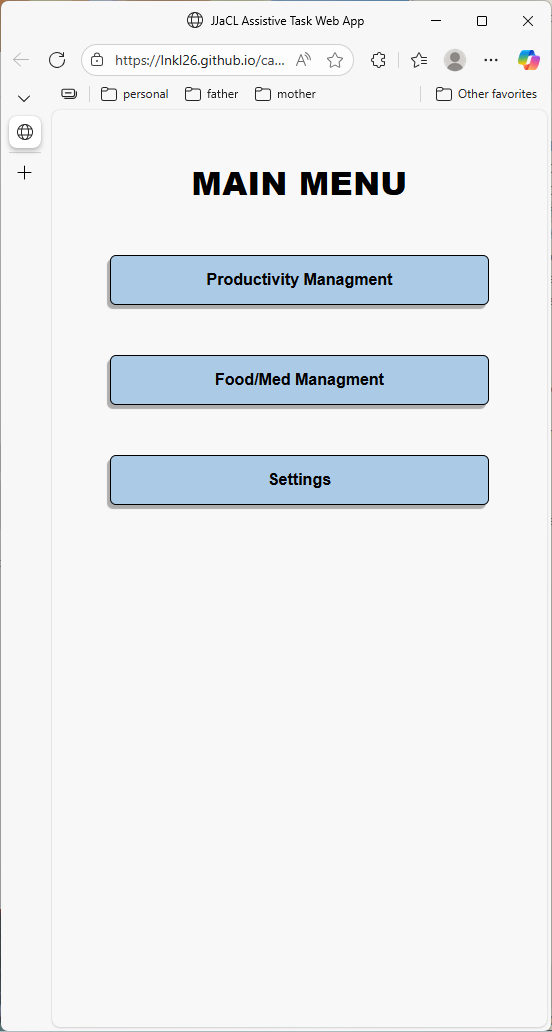 JJaCL Assistive Task Web App
https://lnkl26.github.io/ca...
personal
father
mother
Other favorites
MAIN MENU
Productivity Managment
Food/Med Managment
Settings